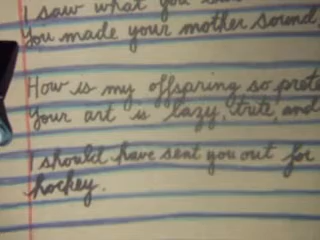 I saw what you
You made your mother sound,
How is my offspring so
Your art is lazy, trite, and
I should have sent you out for
hockey.